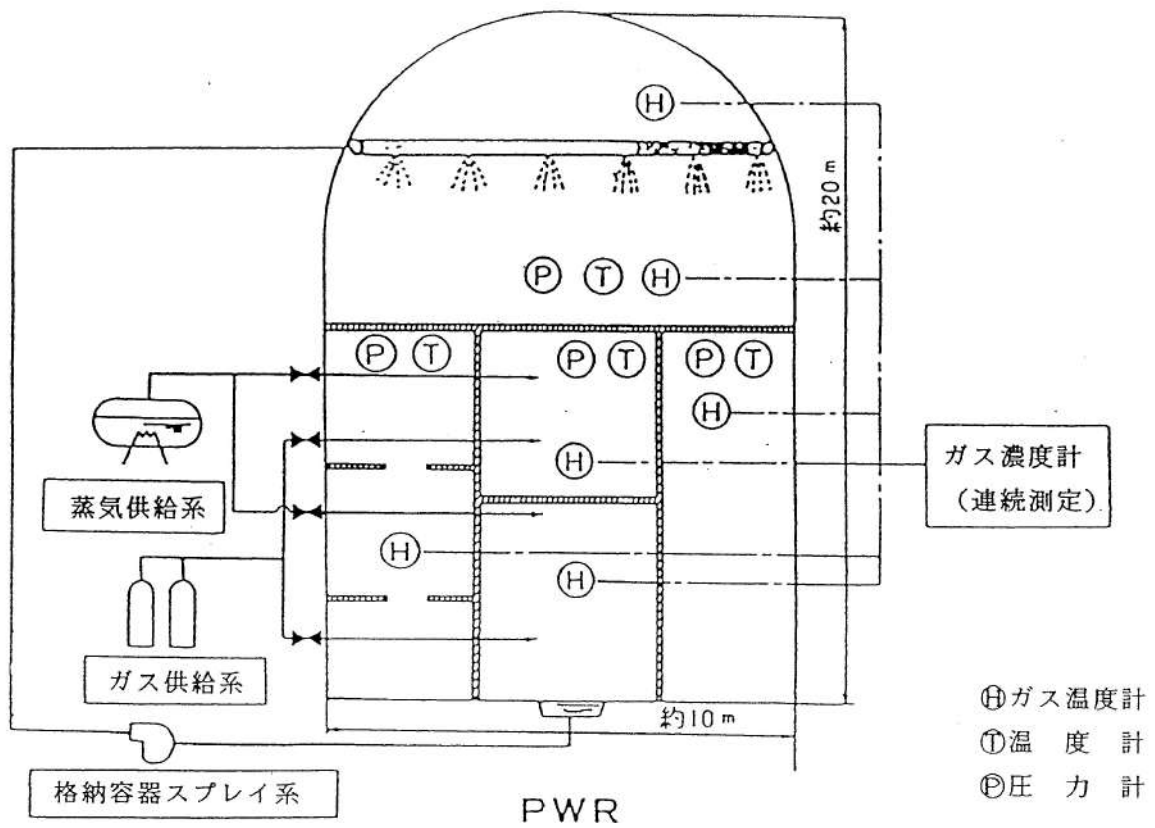 Ⓗ
約20m
Ⓟ Ⓣ Ⓗ
Ⓟ Ⓣ
Ⓟ Ⓣ
Ⓟ Ⓣ
Ⓗ
Ⓗ
ガス濃度計
（連続測定）
蒸気供給系
Ⓗ
Ⓗ
ガス供給系
約10m
Ⓗガス温度計
Ⓣ温 度 計
Ⓟ圧 力 計
格納容器スプレイ系
PWR